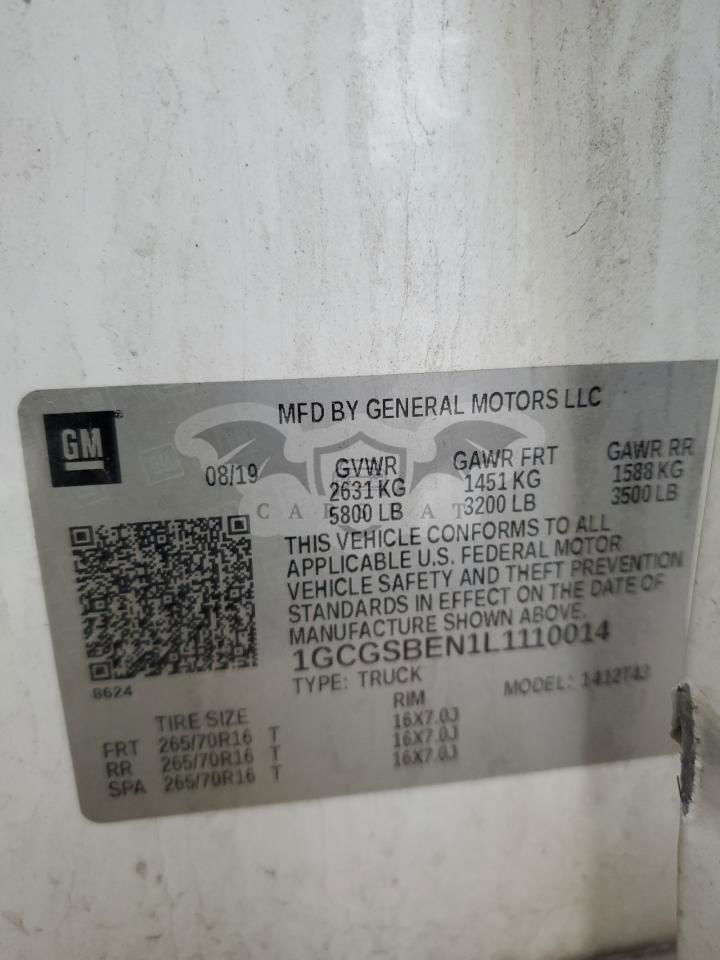 MFD BY GENERAL MOTORS LLC
GM
08/19
GVWR GAWR FRT GAWR RR
2631 KG 1451 KG 1588 KG
5800 LB 3200 LB 3500 LB
THIS VEHICLE CONFORMS TO ALL
APPLICABLE U.S. FEDERAL MOTOR
VEHICLE SAFETY AND THEFT PREVENTION
STANDARDS IN EFFECT ON THE DATE OF
MANUFACTURE SHOWN ABOVE.
1GCGSBEN1L1110014
8624
TYPE: TRUCK MODEL: 1412T43
TIRE SIZE RIM
FRT 265/70R16 T 16X7.0J
RR 265/70R16 T 16X7.0J
SPA 265/70R16 T 16X7.0J